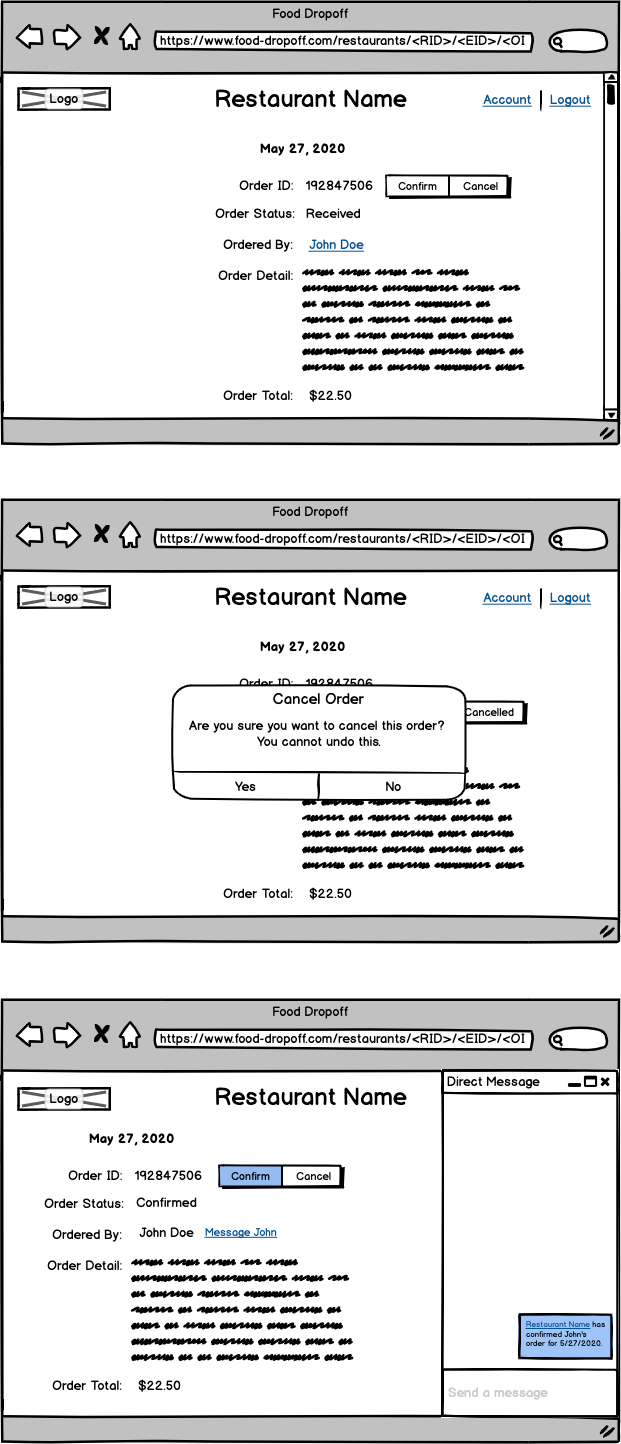 Food Dropoff
https://www.food-dropoff.com/restaurants/<RID>/<EID>/<OI
Logo
Restaurant Name
Account | Logout
May 27, 2020
Order ID: 192847506 Confirm Cancel
Order Status: Received
Ordered By: John Doe
Order Detail:
Order Total: $22.50
Food Dropoff
https://www.food-dropoff.com/restaurants/<RID>/<EID>/<OI
Logo
Restaurant Name
Account | Logout
May 27, 2020
Order ID: 192847506
Cancel Order
Cancelled
Are you sure you want to cancel this order?
You cannot undo this.
Yes No
Order Total: $22.50
Food Dropoff
https://www.food-dropoff.com/restaurants/<RID>/<EID>/<OI
Logo
Restaurant Name
May 27, 2020
Order ID: 192847506 Confirm Cancel
Order Status: Confirmed
Ordered By: John Doe Message John
Order Detail:
Order Total: $22.50
Direct Message
Restaurant Name has
confirmed John's
order for 5/27/2020.
Send a message